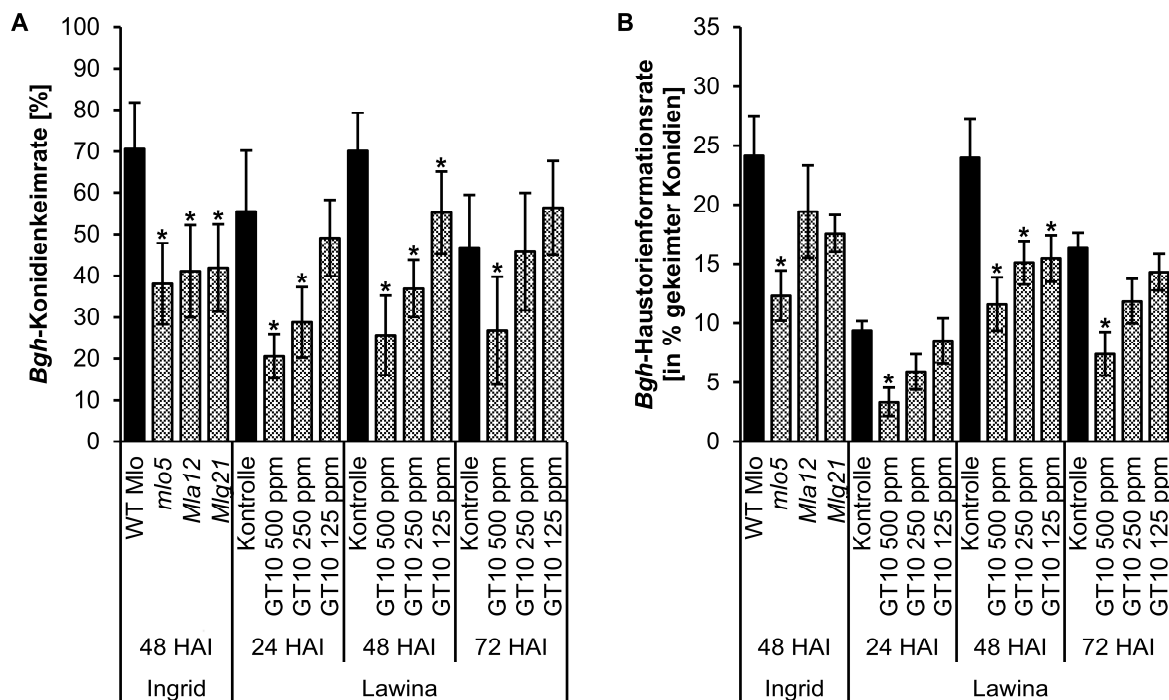 A
Bgh-Konidienkeimrate [%]
100
90
80
70
60
50
40
30
20
10
0
* * * * * * * * *
WT Mlo
mlo5
Mla12
Mlg21
Kontrolle
GT10 500 ppm
GT10 250 ppm
GT10 125 ppm
Kontrolle
GT10 500 ppm
GT10 250 ppm
GT10 125 ppm
Kontrolle
GT10 500 ppm
GT10 250 ppm
GT10 125 ppm
48 HAI
24 HAI
48 HAI
72 HAI
Ingrid
Lawina
B
Bgh-Haustorienformationsrate
[in % gekeimter Konidien]
35
30
25
20
15
10
5
0
* * * * * *
WT Mlo
mlo5
Mla12
Mlg21
Kontrolle
GT10 500 ppm
GT10 250 ppm
GT10 125 ppm
Kontrolle
GT10 500 ppm
GT10 250 ppm
GT10 125 ppm
Kontrolle
GT10 500 ppm
GT10 250 ppm
GT10 125 ppm
48 HAI
24 HAI
48 HAI
72 HAI
Ingrid
Lawina